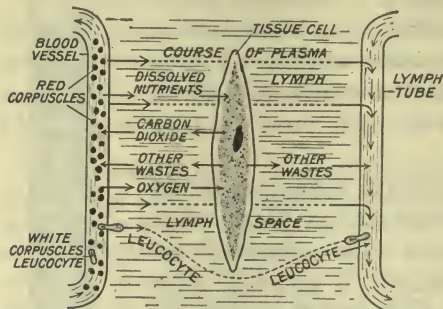 TISSUE CELL
BLOOD
VESSEL
COURSE OF PLASMA
RED
CORPUSCLES
DISSOLVED
NUTRIENTS
LYMPH
LYMPH
TUBE
CARBON
DIOXIDE
OTHER
WASTES
OTHER
WASTES
OXYGEN
LYMPH SPACE
WHITE
CORPUSCLES
LEUCOCYTE
LEUCOCYTE
LEUCOCYTE